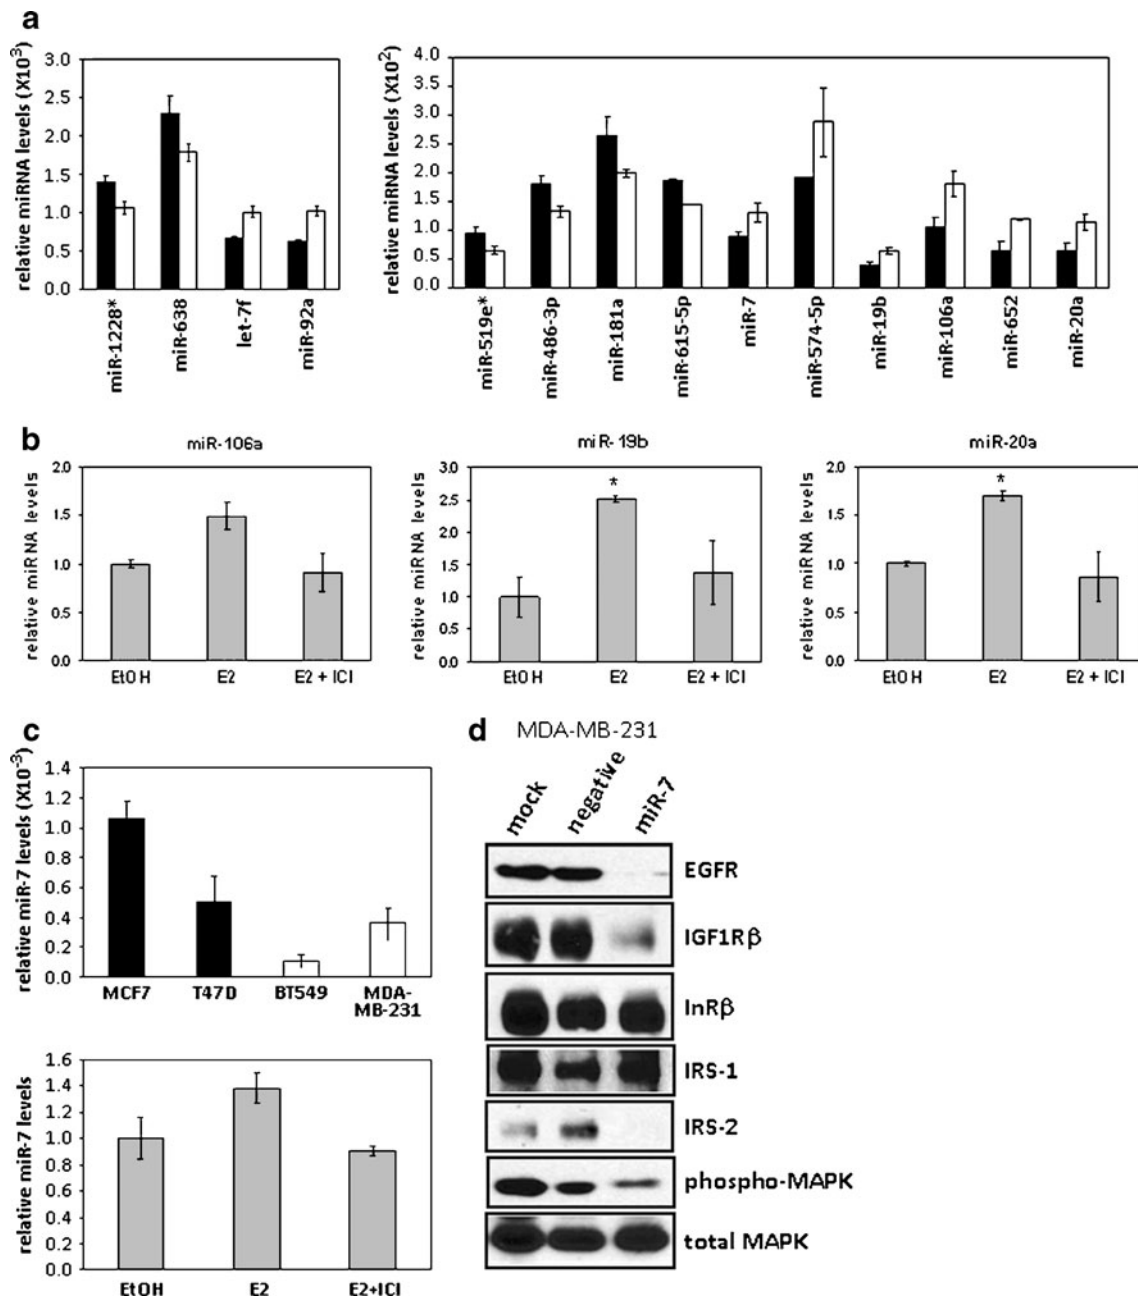 a
relative miRNA levels (X10³)
3.0
2.5
2.0
1.5
1.0
0.5
0.0
miR-1228*
miR-638
let-7f
miR-92a
relative miRNA levels (X10²)
4.0
3.5
3.0
2.5
2.0
1.5
1.0
0.5
0.0
miR-519e*
miR-486-3p
miR-181a
miR-615-5p
miR-7
miR-574-5p
miR-19b
miR-106a
miR-652
miR-20a
b
miR-106a
relative miRNA levels
2.0
1.5
1.0
0.5
0.0
EtOH
E2
E2 + ICI
miR-19b
relative miRNA levels
3.0
2.5
2.0
1.5
1.0
0.5
0.0
*
EtOH
E2
E2 + ICI
miR-20a
relative miRNA levels
2.0
1.5
1.0
0.5
0.0
*
EtOH
E2
E2 + ICI
c
relative miR-7 levels (X10⁻³)
1.4
1.2
1.0
0.8
0.6
0.4
0.2
0.0
MCF7
T47D
BT549
MDA-
MB-231
relative miR-7 levels
1.6
1.4
1.2
1.0
0.8
0.6
0.4
0.2
0.0
EtOH
E2
E2+ICI
d
MDA-MB-231
mock
negative
miR-7
EGFR
IGF1Rβ
InRβ
IRS-1
IRS-2
phospho-MAPK
total MAPK